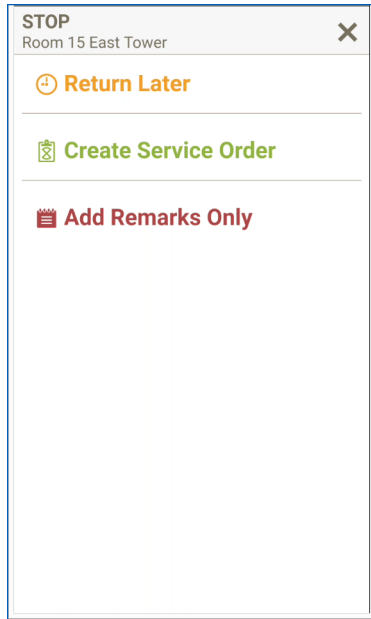 STOP
Room 15 East Tower
Return Later
Create Service Order
Add Remarks Only